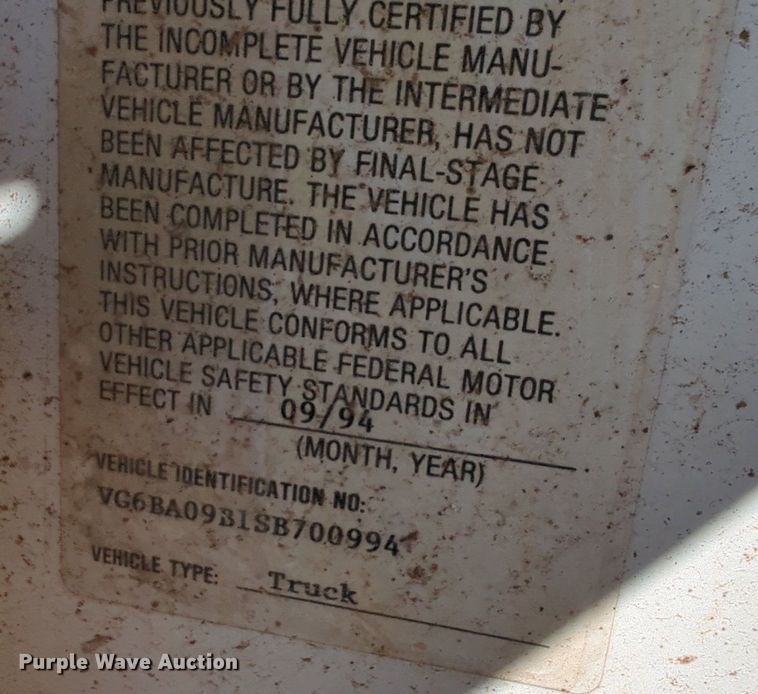 PREVIOUSLY FULLY CERTIFIED BY
THE INCOMPLETE VEHICLE MANU-
FACTURER OR BY THE INTERMEDIATE
VEHICLE MANUFACTURER, HAS NOT
BEEN AFFECTED BY FINAL-STAGE
MANUFACTURE. THE VEHICLE HAS
BEEN COMPLETED IN ACCORDANCE
WITH PRIOR MANUFACTURER'S
INSTRUCTIONS, WHERE APPLICABLE.
THIS VEHICLE CONFORMS TO ALL
OTHER APPLICABLE FEDERAL MOTOR
VEHICLE SAFETY STANDARDS IN
EFFECT IN 09/94.
(MONTH, YEAR)
VEHICLE IDENTIFICATION NO:
VG6BA09B1SB700994
VEHICLE TYPE: Truck
Purple Wave Auction